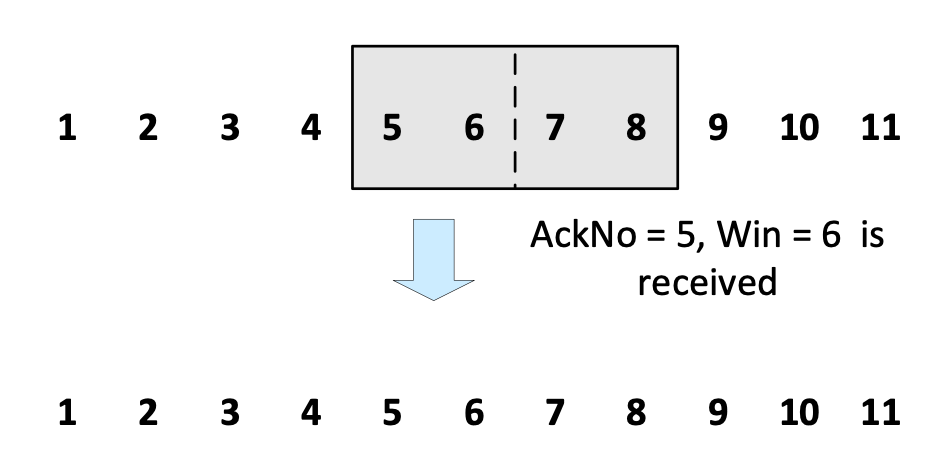 1 2 3 4 5 6 7 8 9 10 11
AckNo = 5, Win = 6 is
received
1 2 3 4 5 6 7 8 9 10 11